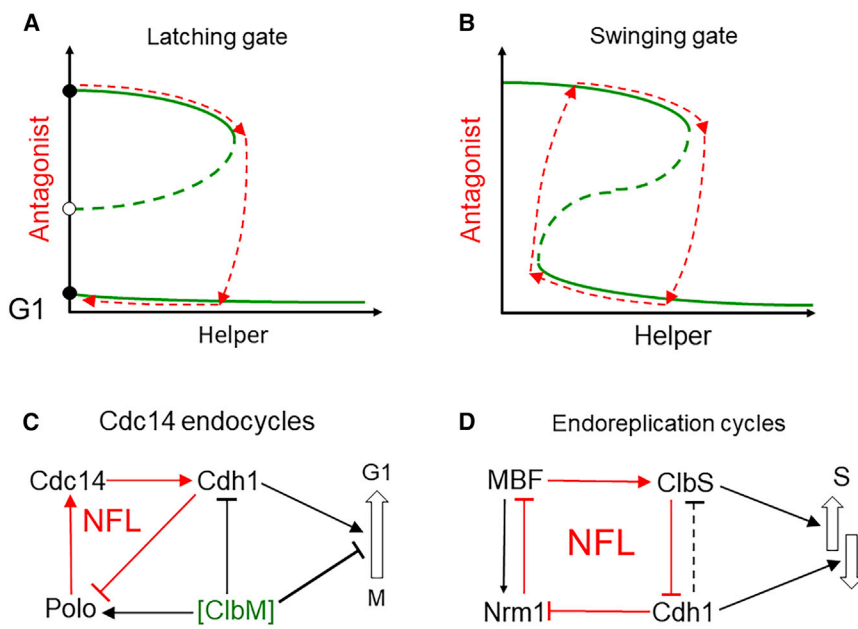 A
Latching gate
Antagonist
G1
Helper
B
Swinging gate
Antagonist
Helper
C
Cdc14 endocycles
Cdc14
Cdh1
G1
NFL
Polo
[ClbM]
M
D
Endoreplication cycles
MBF
ClbS
S
NFL
Nrm1
Cdh1